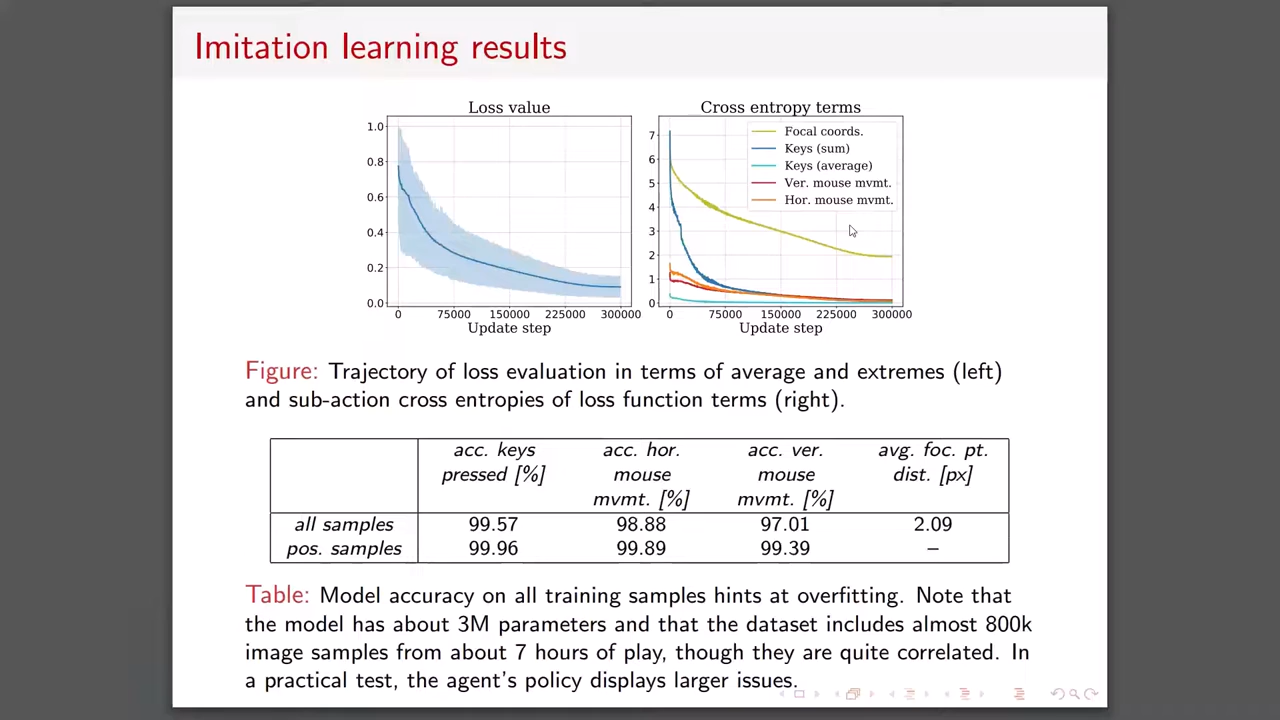 Imitation learning results
Loss value
1.0
0.8
0.6
0.4
0.2
0.0
0 75000 150000 225000 300000
Update step
Cross entropy terms
7
6
5
4
3
2
1
0
Focal coords.
Keys (sum)
Keys (average)
Ver. mouse mvmt.
Hor. mouse mvmt.
0 75000 150000 225000 300000
Update step
Figure: Trajectory of loss evaluation in terms of average and extremes (left)
and sub-action cross entropies of loss function terms (right).
acc. keys acc. hor. acc. ver. avg. foc. pt.
pressed [%] mouse mouse dist. [px]
mvmt. [%] mvmt. [%]
all samples 99.57 98.88 97.01 2.09
pos. samples 99.96 99.89 99.39 –
Table: Model accuracy on all training samples hints at overfitting. Note that
the model has about 3M parameters and that the dataset includes almost 800k
image samples from about 7 hours of play, though they are quite correlated. In
a practical test, the agent's policy displays larger issues.